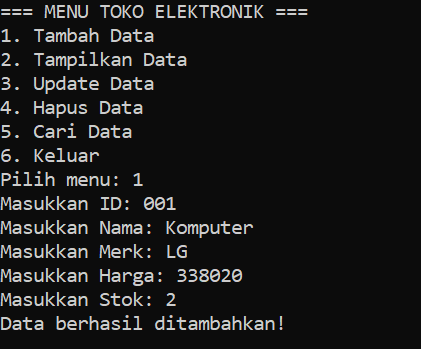 === MENU TOKO ELEKTRONIK ===
1. Tambah Data
2. Tampilkan Data
3. Update Data
4. Hapus Data
5. Cari Data
6. Keluar
Pilih menu: 1
Masukkan ID: 001
Masukkan Nama: Komputer
Masukkan Merk: LG
Masukkan Harga: 338020
Masukkan Stok: 2
Data berhasil ditambahkan!